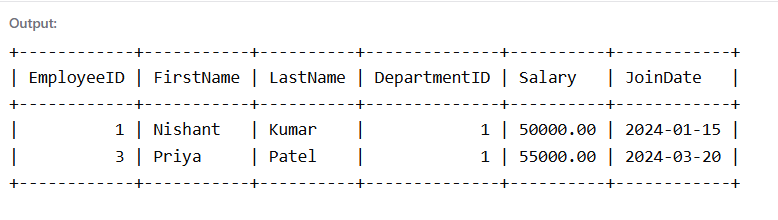 Output:
+------------+-----------+----------+--------------+----------+------------+
| EmployeeID | FirstName | LastName | DepartmentID | Salary   | JoinDate   |
+------------+-----------+----------+--------------+----------+------------+
|          1 | Nishant   | Kumar    |            1 | 50000.00 | 2024-01-15 |
|          3 | Priya     | Patel    |            1 | 55000.00 | 2024-03-20 |
+------------+-----------+----------+--------------+----------+------------+